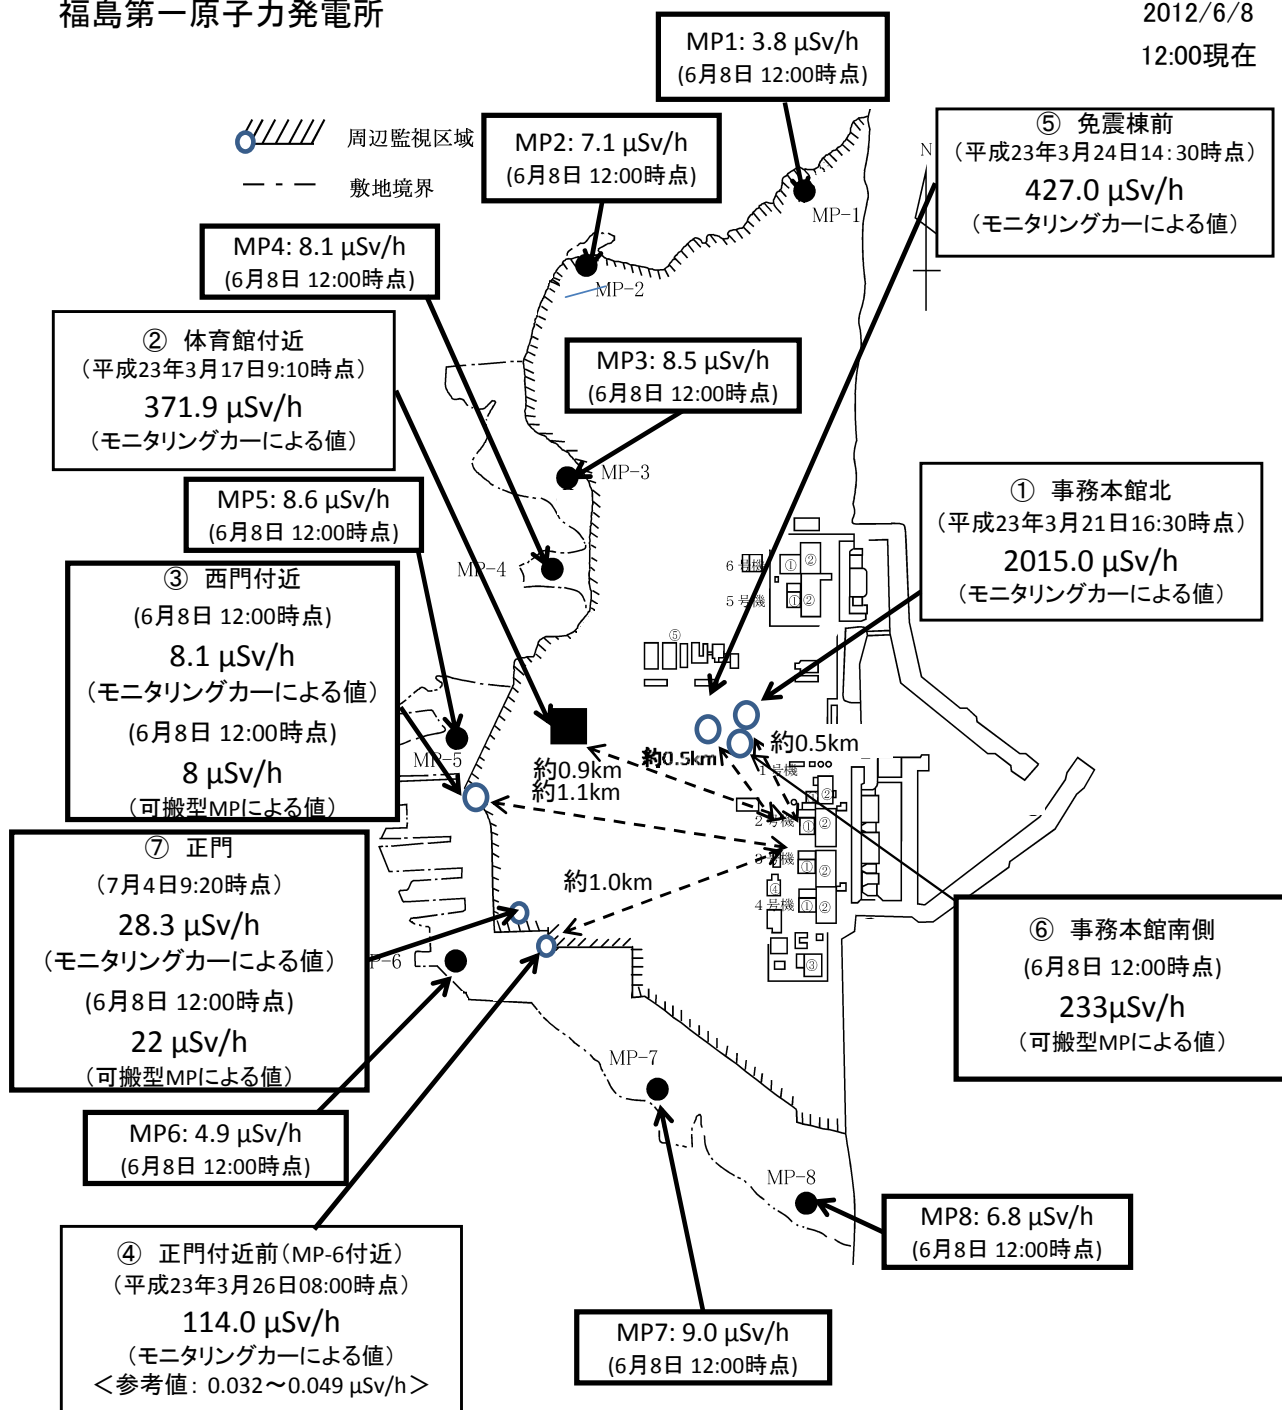 福島第一原子力発電所
2012/6/8
12:00現在
周辺監視区域
敷地境界
MP1: 3.8 μSv/h
(6月8日 12:00時点)
MP2: 7.1 μSv/h
(6月8日 12:00時点)
⑤ 免震棟前
(平成23年3月24日14:30時点)
427.0 μSv/h
(モニタリングカーによる値)
N
MP-1
MP4: 8.1 μSv/h
(6月8日 12:00時点)
MP-2
② 体育館付近
(平成23年3月17日9:10時点)
371.9 μSv/h
(モニタリングカーによる値)
MP3: 8.5 μSv/h
(6月8日 12:00時点)
MP-3
MP5: 8.6 μSv/h
(6月8日 12:00時点)
① 事務本館北
(平成23年3月21日16:30時点)
2015.0 μSv/h
(モニタリングカーによる値)
MP-4
③ 西門付近
(6月8日 12:00時点)
8.1 μSv/h
(モニタリングカーによる値)
(6月8日 12:00時点)
8 μSv/h
(可搬型MPによる値)
6号機
① ②
5号機
① ②
⑤
MP-5
約0.9km
約1.1km
約0.5km
約0.5km
1号機
②
2号機
① ②
3号機
① ②
④
4号機
① ②
③
約1.0km
⑦ 正門
(7月4日9:20時点)
28.3 μSv/h
(モニタリングカーによる値)
(6月8日 12:00時点)
22 μSv/h
(可搬型MPによる値)
P-6
⑥ 事務本館南側
(6月8日 12:00時点)
233μSv/h
(可搬型MPによる値)
MP-7
MP6: 4.9 μSv/h
(6月8日 12:00時点)
MP-8
MP8: 6.8 μSv/h
(6月8日 12:00時点)
④ 正門付近前(MP-6付近)
(平成23年3月26日08:00時点)
114.0 μSv/h
(モニタリングカーによる値)
<参考値: 0.032～0.049 μSv/h>
MP7: 9.0 μSv/h
(6月8日 12:00時点)